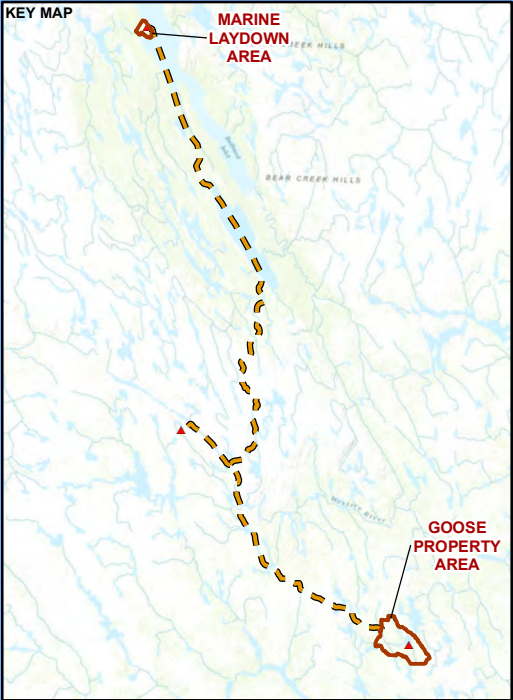 KEY MAP
MARINE
LAYDOWN
AREA
BEAR CREEK HILLS
GOOSE
PROPERTY
AREA